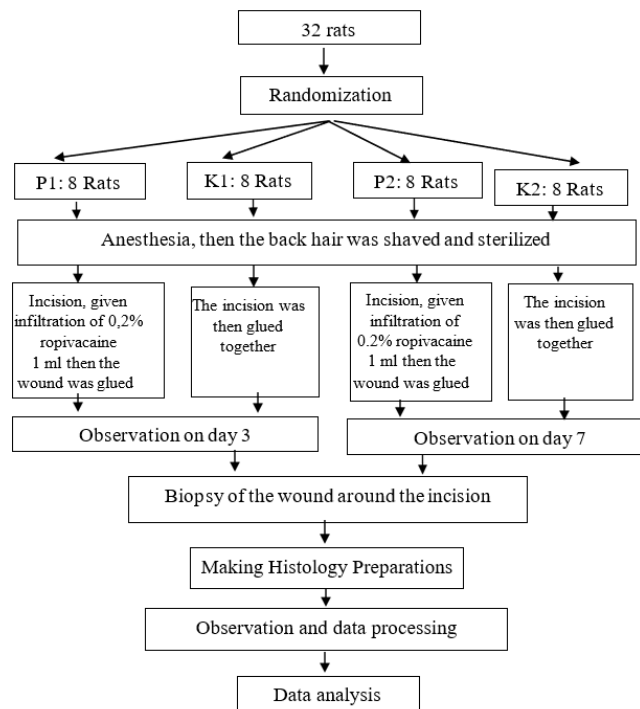 32 rats
Randomization
P1: 8 Rats
K1: 8 Rats
P2: 8 Rats
K2: 8 Rats
Anesthesia, then the back hair was shaved and sterilized
Incision, given
infiltration of 0,2%
ropivacaine
1 ml then the
wound was glued
The incision was
then glued
together
Incision, given
infiltration of
0.2% ropivacaine
1 ml then the
wound was glued
The incision
was then glued
together
Observation on day 3
Observation on day 7
Biopsy of the wound around the incision
Making Histology Preparations
Observation and data processing
Data analysis